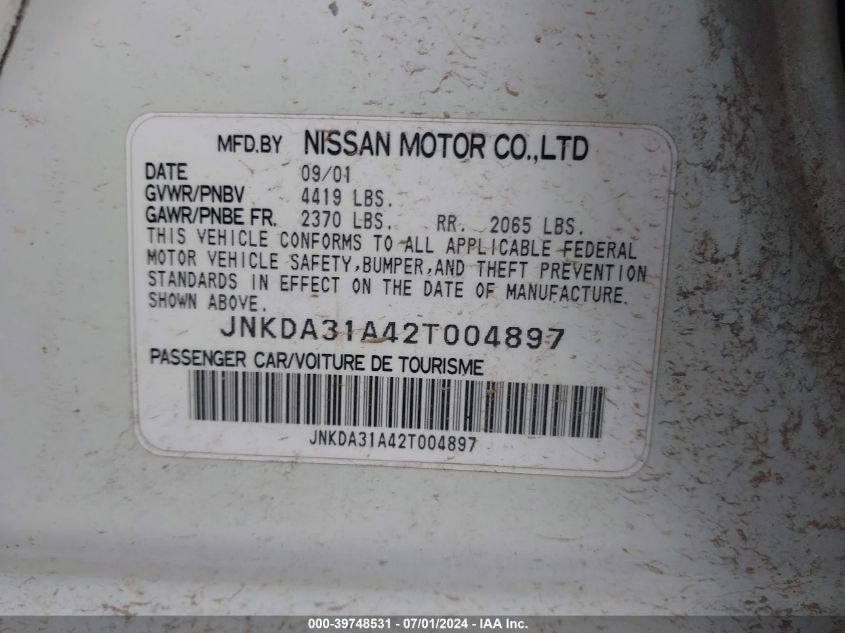 MFD.BY NISSAN MOTOR CO.,LTD
DATE 09/01
GVWR/PNBV 4419 LBS.
GAWR/PNBE FR. 2370 LBS. RR. 2065 LBS.
THIS VEHICLE CONFORMS TO ALL APPLICABLE FEDERAL
MOTOR VEHICLE SAFETY,BUMPER,AND THEFT PREVENTION
STANDARDS IN EFFECT ON THE DATE OF MANUFACTURE.
SHOWN ABOVE.
JNKDA31A42T004897
PASSENGER CAR/VOITURE DE TOURISME
JNKDA31A42T004897
000-39748531 - 07/01/2024 - IAA Inc.